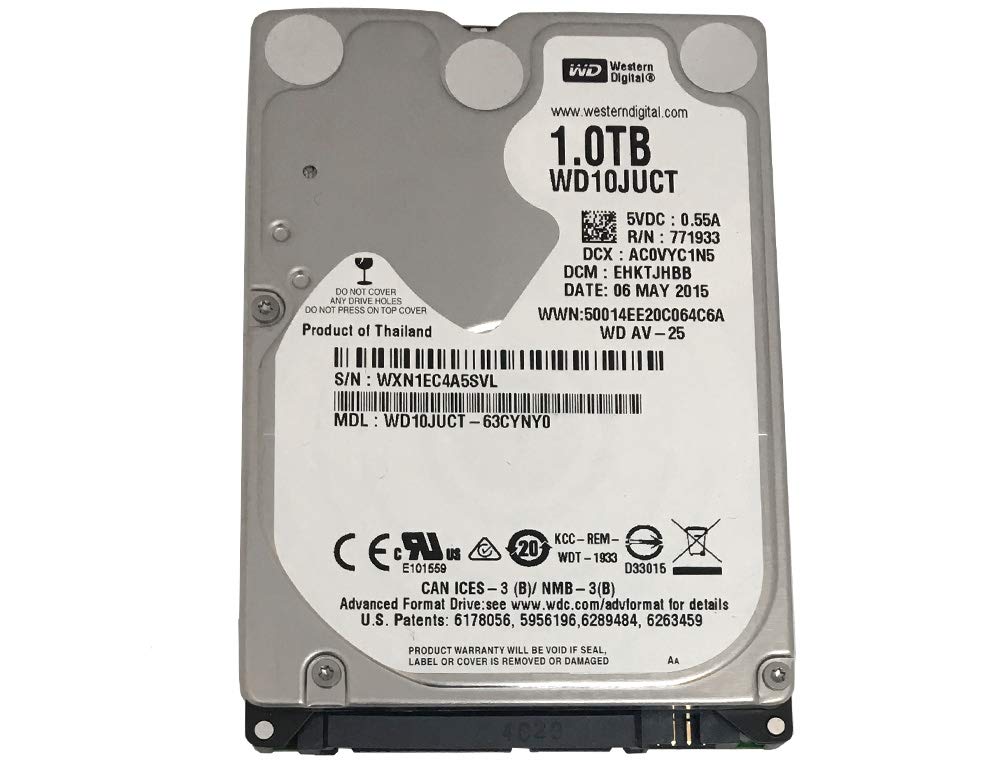 WD Western
Digital®
www.westerndigital.com
1.0TB
WD10JUCT
5VDC : 0.55A
R/N : 771933
DCX : AC0VYC1N5
DCM : EHKTJHBB
DATE: 06 MAY 2015
WWN:50014EE20C064C6A
WD AV-25
DO NOT COVER
ANY DRIVE HOLES
DO NOT PRESS ON TOP COVER
Product of Thailand
S/N : WXN1EC4A5SVL
MDL : WD10JUCT-63CYNY0
CE c RU us 20 KCC-REM-
WDT-1933
E101559
D33015
CAN ICES-3 (B)/ NMB-3(B)
Advanced Format Drive:see www.wdc.com/advformat for details
U.S. Patents: 6178056, 5956196,6289484, 6263459
PRODUCT WARRANTY WILL BE VOID IF SEAL,
LABEL OR COVER IS REMOVED OR DAMAGED
AA